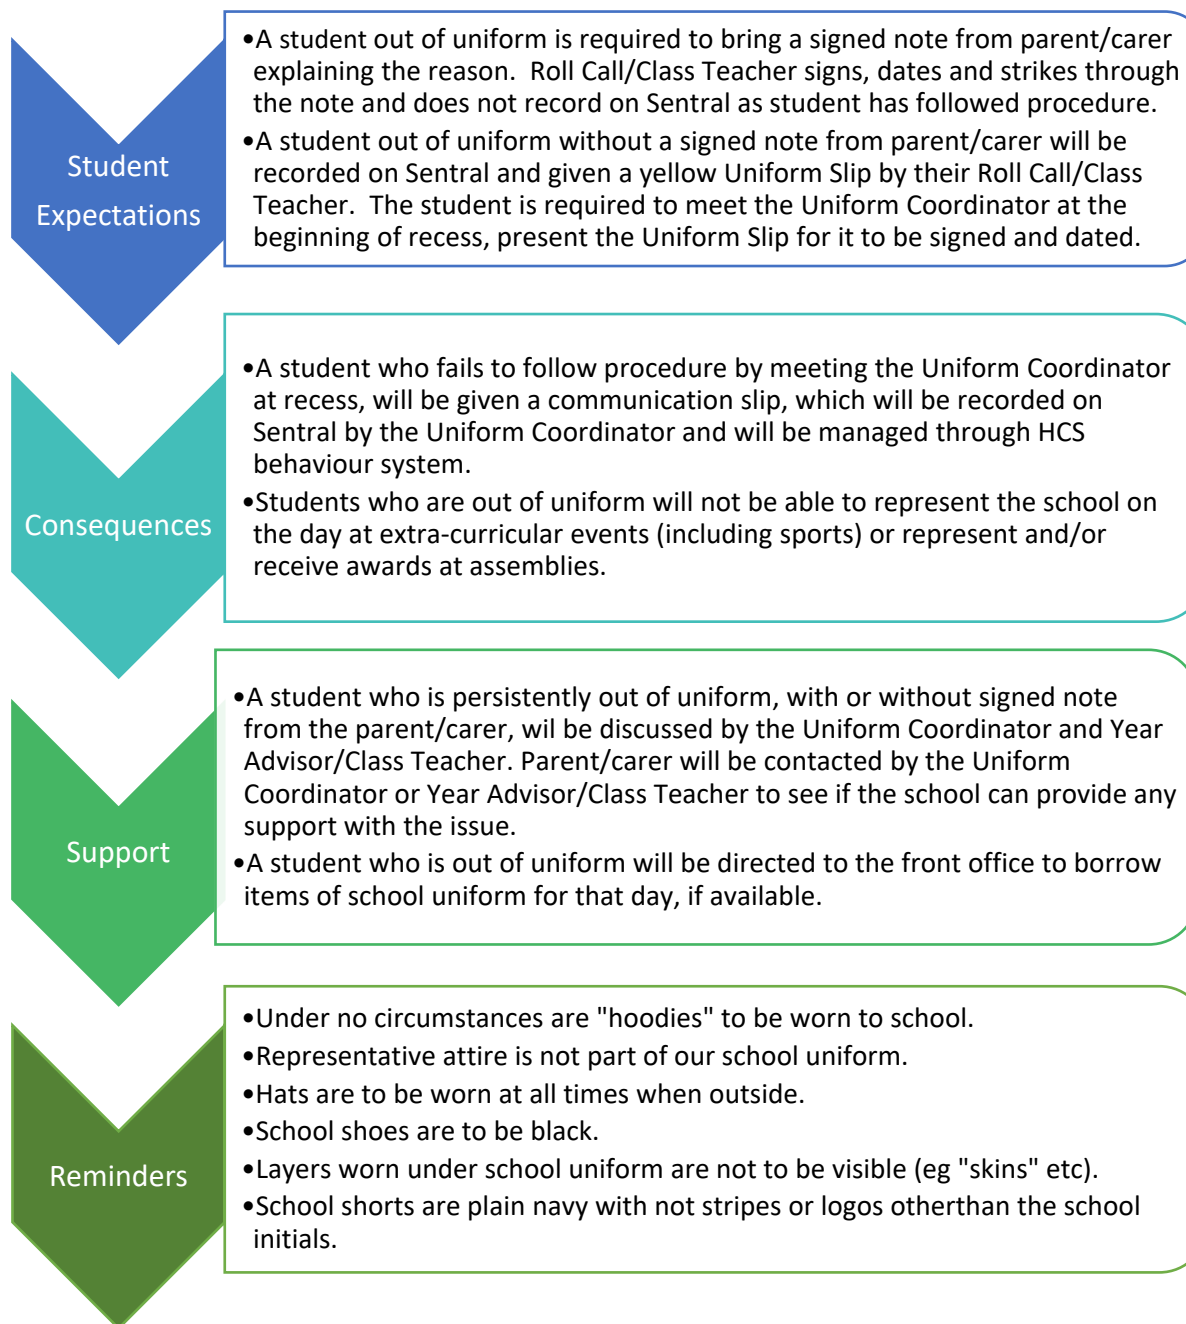 Student
Expectations
•A student out of uniform is required to bring a signed note from parent/carer
explaining the reason.  Roll Call/Class Teacher signs, dates and strikes through
the note and does not record on Sentral as student has followed procedure.
•A student out of uniform without a signed note from parent/carer will be
recorded on Sentral and given a yellow Uniform Slip by their Roll Call/Class
Teacher.  The student is required to meet the Uniform Coordinator at the
beginning of recess, present the Uniform Slip for it to be signed and dated.
Consequences
•A student who fails to follow procedure by meeting the Uniform Coordinator
at recess, will be given a communication slip, which will be recorded on
Sentral by the Uniform Coordinator and will be managed through HCS
behaviour system.
•Students who are out of uniform will not be able to represent the school on
the day at extra-curricular events (including sports) or represent and/or
receive awards at assemblies.
Support
•A student who is persistently out of uniform, with or without signed note
from the parent/carer, wil be discussed by the Uniform Coordinator and Year
Advisor/Class Teacher. Parent/carer will be contacted by the Uniform
Coordinator or Year Advisor/Class Teacher to see if the school can provide any
support with the issue.
•A student who is out of uniform will be directed to the front office to borrow
items of school uniform for that day, if available.
Reminders
•Under no circumstances are "hoodies" to be worn to school.
•Representative attire is not part of our school uniform.
•Hats are to be worn at all times when outside.
•School shoes are to be black.
•Layers worn under school uniform are not to be visible (eg "skins" etc).
•School shorts are plain navy with not stripes or logos otherthan the school
initials.